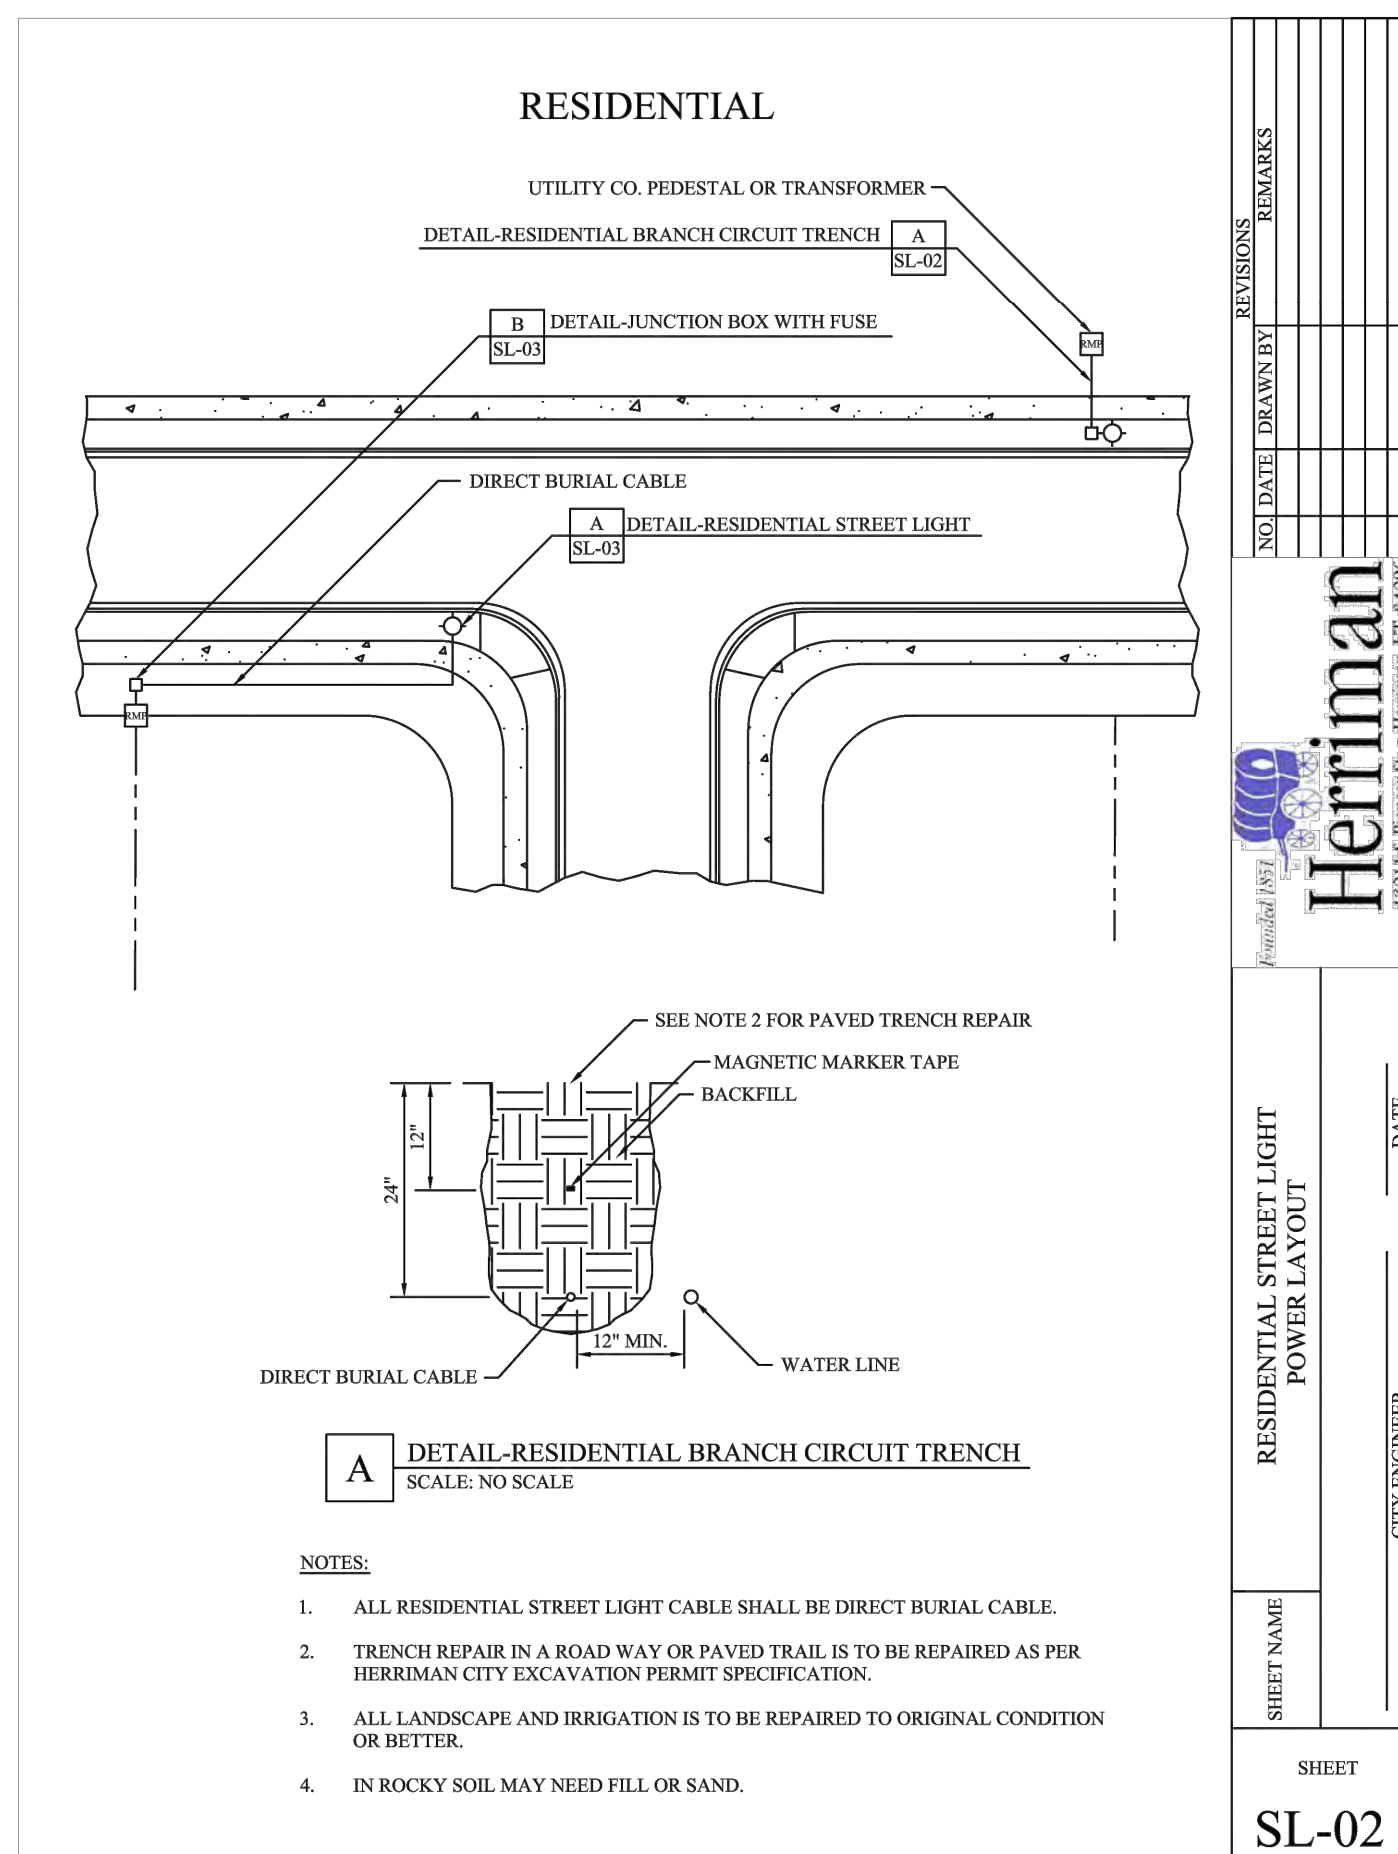 RESIDENTIAL
UTILITY CO. PEDESTAL OR TRANSFORMER
DETAIL-RESIDENTIAL BRANCH CIRCUIT TRENCH
A
SL-02
B
SL-03
DETAIL-JUNCTION BOX WITH FUSE
RMP
DIRECT BURIAL CABLE
A
SL-03
DETAIL-RESIDENTIAL STREET LIGHT
RMP
SEE NOTE 2 FOR PAVED TRENCH REPAIR
MAGNETIC MARKER TAPE
BACKFILL
12"
24"
12" MIN.
WATER LINE
DIRECT BURIAL CABLE
A
DETAIL-RESIDENTIAL BRANCH CIRCUIT TRENCH
SCALE: NO SCALE
NOTES:
1. ALL RESIDENTIAL STREET LIGHT CABLE SHALL BE DIRECT BURIAL CABLE.
2. TRENCH REPAIR IN A ROAD WAY OR PAVED TRAIL IS TO BE REPAIRED AS PER
HERRIMAN CITY EXCAVATION PERMIT SPECIFICATION.
3. ALL LANDSCAPE AND IRRIGATION IS TO BE REPAIRED TO ORIGINAL CONDITION
OR BETTER.
4. IN ROCKY SOIL MAY NEED FILL OR SAND.
REVISIONS
NO. DATE DRAWN BY REMARKS
Herriman
Founded 1851
RESIDENTIAL STREET LIGHT
POWER LAYOUT
DATE
CITY ENGINEER
SHEET NAME
SHEET
SL-02